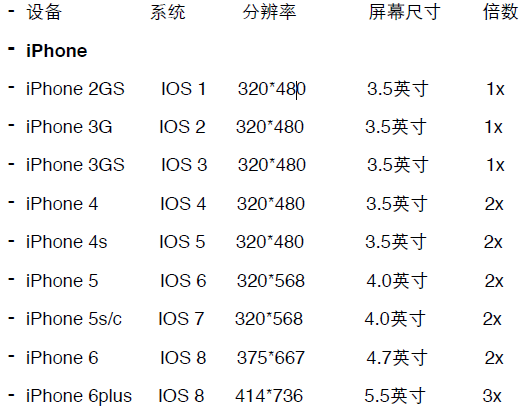 - 设备 系统 分辨率 屏幕尺寸 倍数
- iPhone
- iPhone 2GS IOS 1 320*480 3.5英寸 1x
- iPhone 3G IOS 2 320*480 3.5英寸 1x
- iPhone 3GS IOS 3 320*480 3.5英寸 1x
- iPhone 4 IOS 4 320*480 3.5英寸 2x
- iPhone 4s IOS 5 320*480 3.5英寸 2x
- iPhone 5 IOS 6 320*568 4.0英寸 2x
- iPhone 5s/c IOS 7 320*568 4.0英寸 2x
- iPhone 6 IOS 8 375*667 4.7英寸 2x
- iPhone 6plus IOS 8 414*736 5.5英寸 3x